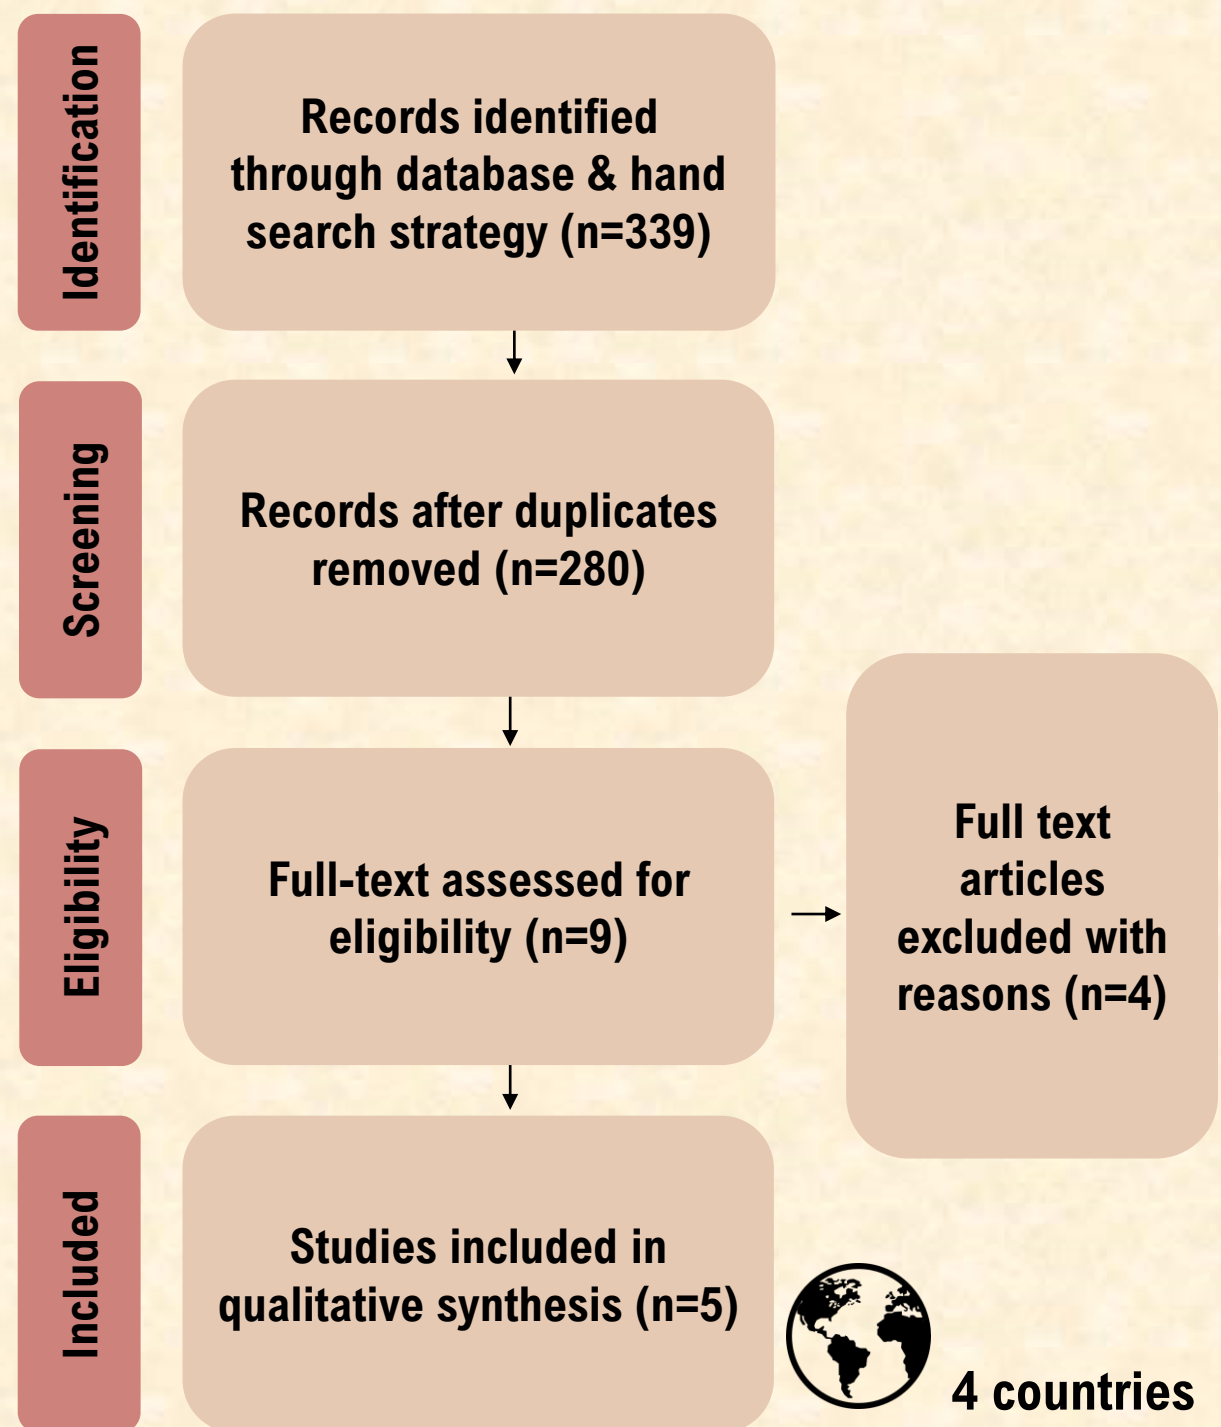 Identification
Records identified
through database & hand
search strategy (n=339)
Screening
Records after duplicates
removed (n=280)
Eligibility
Full-text assessed for
eligibility (n=9)
Full text
articles
excluded with
reasons (n=4)
Included
Studies included in
qualitative synthesis (n=5)
4 countries